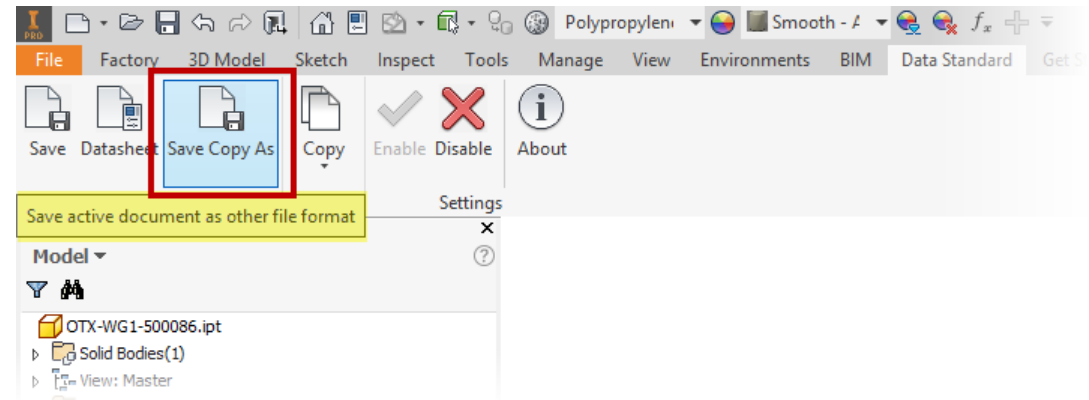 PRO Polypropylen Smooth - A fx
File Factory 3D Model Sketch Inspect Tools Manage View Environments BIM Data Standard Get S
Save Datasheet Save Copy As Copy Enable Disable About
Settings
Save active document as other file format
Model
OTX-WG1-500086.ipt
Solid Bodies(1)
View: Master